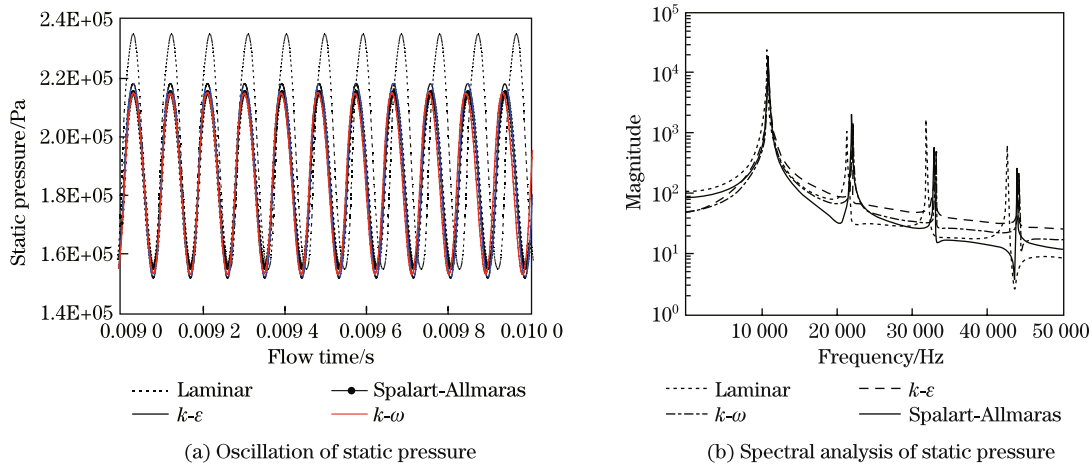 2.4E+05
2.2E+05
2.0E+05
1.8E+05
1.6E+05
1.4E+05
Static pressure/Pa
0.009 0 0.009 2 0.009 4 0.009 6 0.009 8 0.010 0
Flow time/s
Laminar Spalart-Allmaras
k-ε k-ω
(a) Oscillation of static pressure
10^5
10^4
10^3
10^2
10^1
10^0
Magnitude
10 000 20 000 30 000 40 000 50 000
Frequency/Hz
Laminar k-ε
k-ω Spalart-Allmaras
(b) Spectral analysis of static pressure